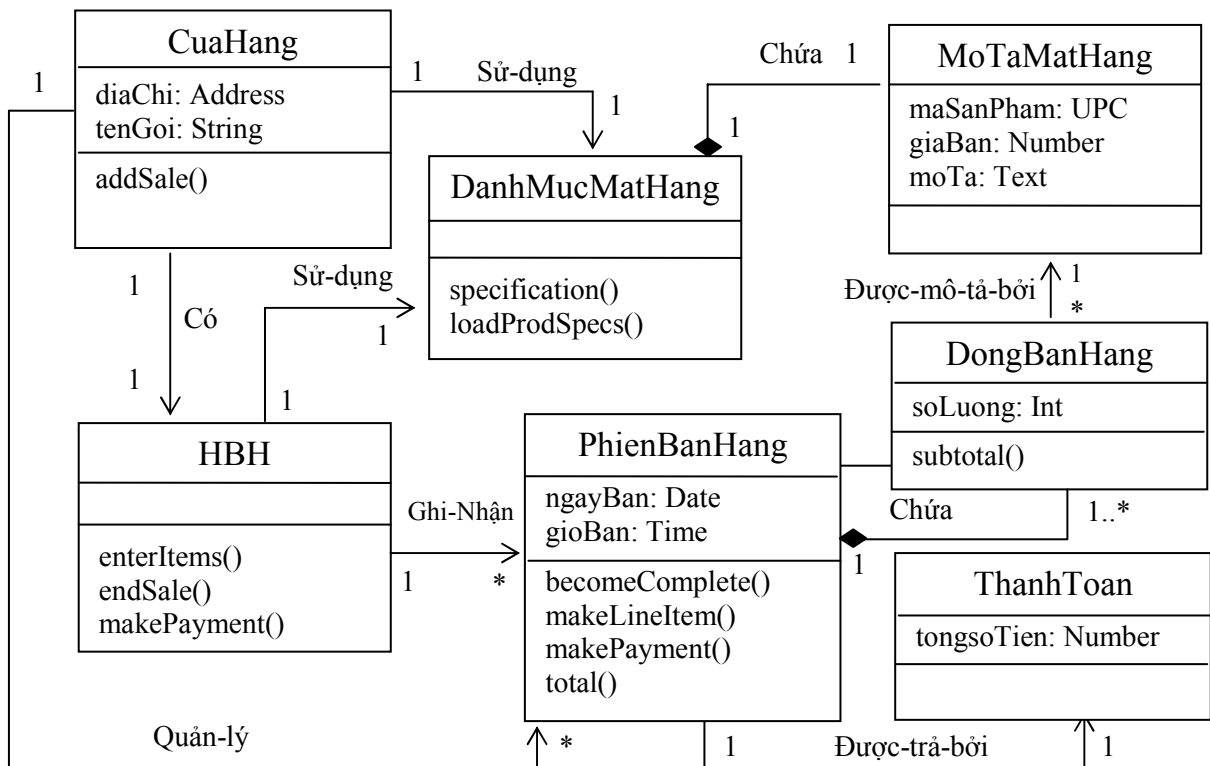 CuaHang
diaChi: Address
tenGoi: String
addSale()
1
1
Sử-dụng
1
Chứa
1
1
MoTaMatHang
maSanPham: UPC
giaBan: Number
moTa: Text
DanhMucMatHang
specification()
loadProdSpecs()
1
Có
1
Sử-dụng
1
1
Được-mô-tả-bởi
1
*
DongBanHang
soLuong: Int
subtotal()
HBH
enterItems()
endSale()
makePayment()
Ghi-Nhận
1
*
PhienBanHang
ngayBan: Date
gioBan: Time
becomeComplete()
makeLineItem()
makePayment()
total()
Chứa
1
1..*
ThanhToan
tongsoTien: Number
Quản-lý
*
1
Được-trả-bởi
1